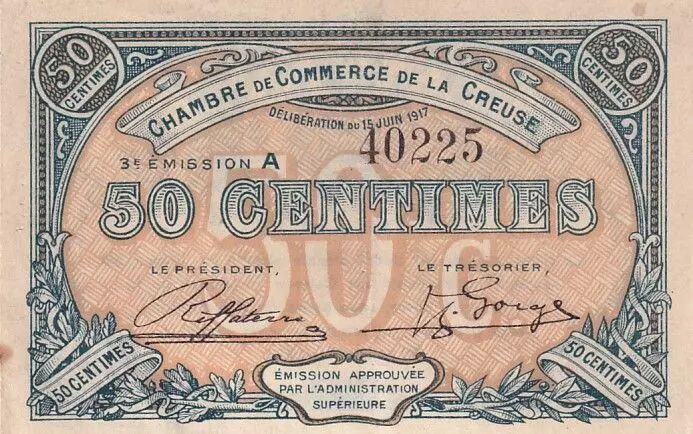 50 CENTIMES
50 CENTIMES
CHAMBRE DE COMMERCE DE LA CREUSE
DÉLIBÉRATION DU 15 JUIN 1917
40225
3E ÉMISSION A
50 CENTIMES
50 C
LE PRÉSIDENT,
LE TRÉSORIER,
50 CENTIMES
50 CENTIMES
ÉMISSION APPROUVÉE
PAR L'ADMINISTRATION
SUPÉRIEURE